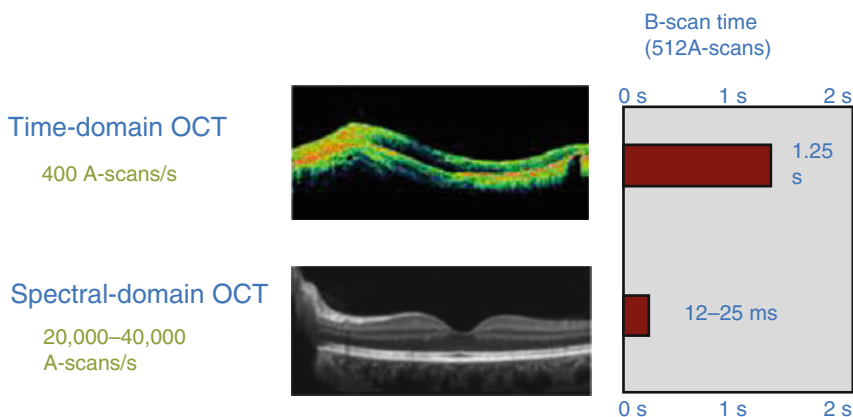 B-scan time
(512A-scans)
0 s 1 s 2 s
Time-domain OCT
400 A-scans/s
1.25
s
Spectral-domain OCT
20,000–40,000
A-scans/s
12–25 ms
0 s 1 s 2 s